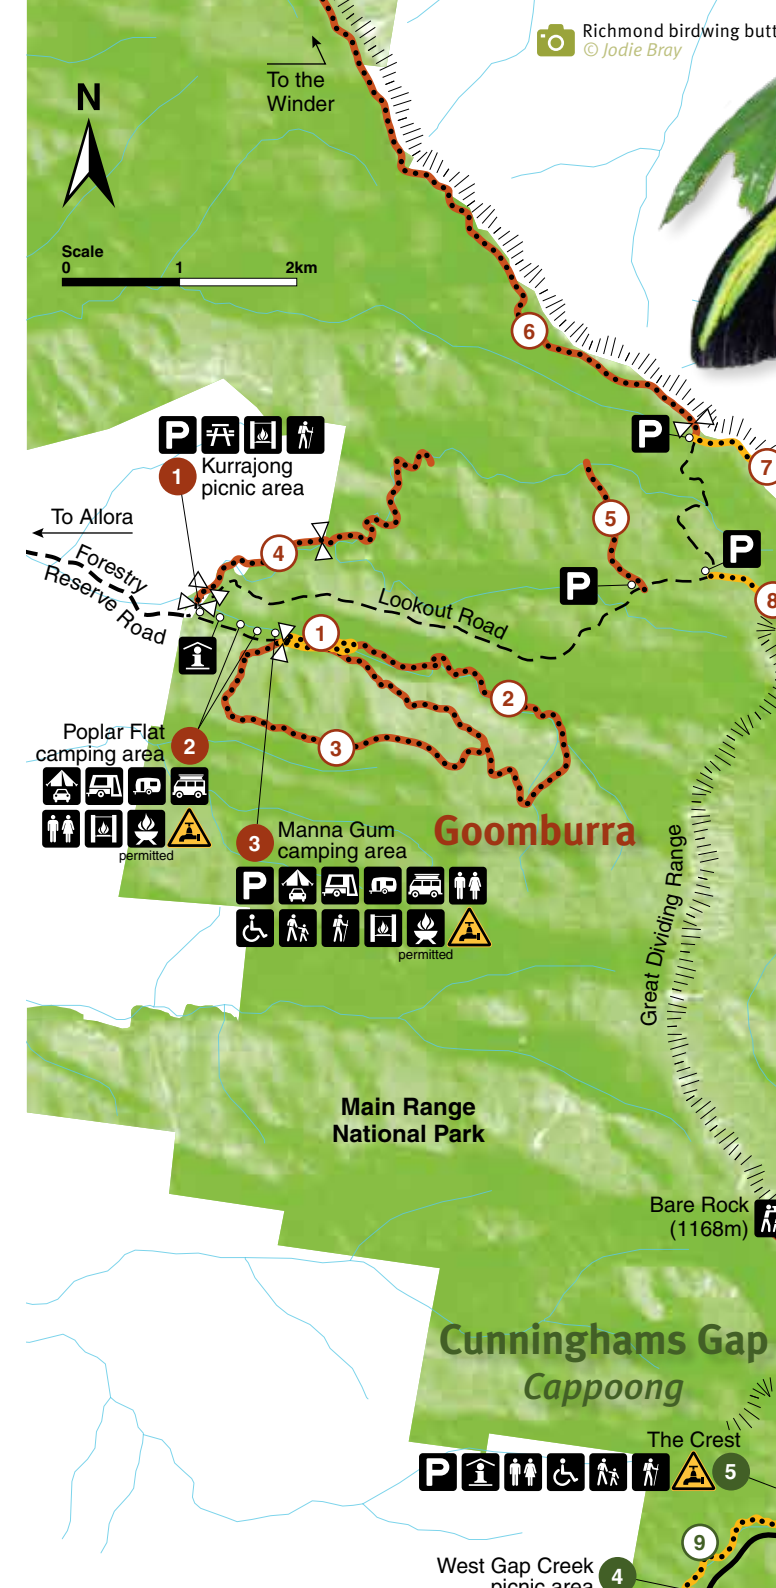 Richmond birdwing butt
© Jodie Bray
To the
Winder
N
Scale
0 1 2km
6
P
7
P
1
Kurrajong
picnic area
To Allora
Forestry
Reserve Road
4
5
P
P
8
Lookout Road
1
2
3
Poplar Flat
camping area
2
permitted
3
Manna Gum
camping area
P
permitted
Goomburra
Great Dividing Range
Main Range
National Park
Bare Rock
(1168m)
Cunninghams Gap
Cappoong
The Crest
P
5
9
West Gap Creek
picnic area
4